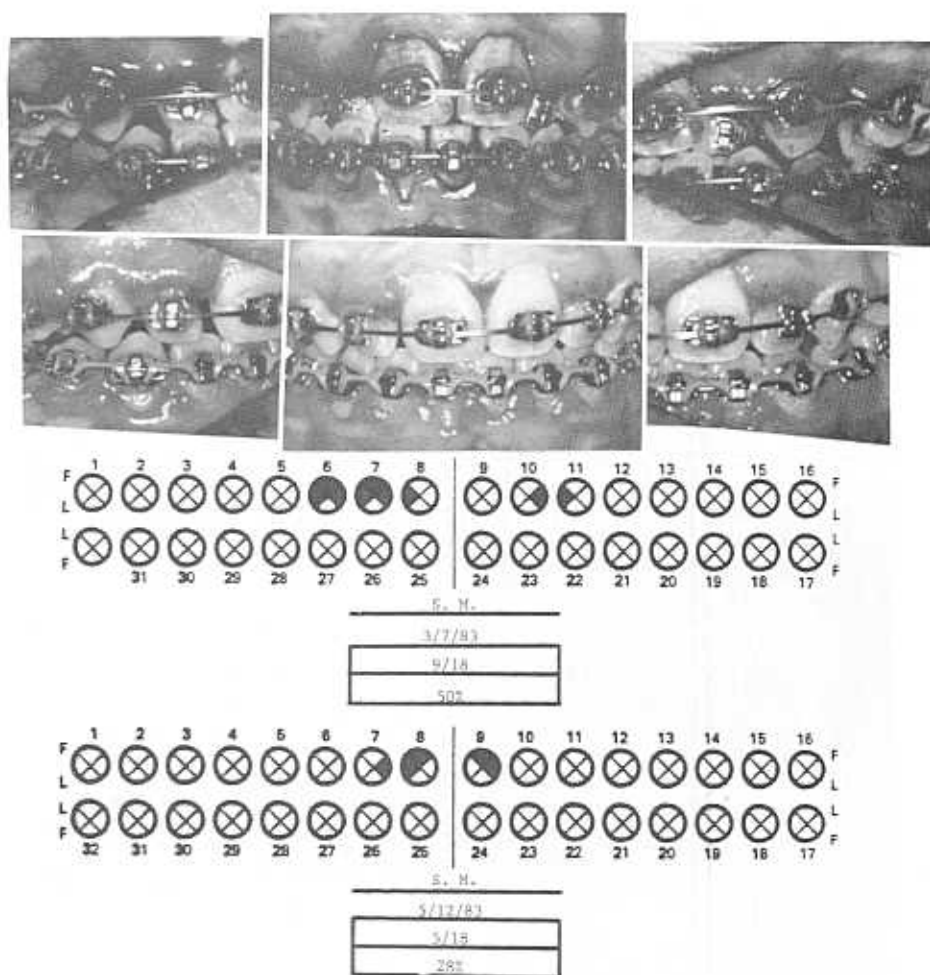 1 2 3 4 5 6 7 8 9 10 11 12 13 14 15 16
F F
L L
L L
F F
31 30 29 28 27 26 25 24 23 22 21 20 19 18 17
S. M.
3/7/83
9/18
50%
1 2 3 4 5 6 7 8 9 10 11 12 13 14 15 16
F F
L L
L L
F F
32 31 30 29 28 27 26 25 24 23 22 21 20 19 18 17
S. M.
5/12/83
5/18
28%